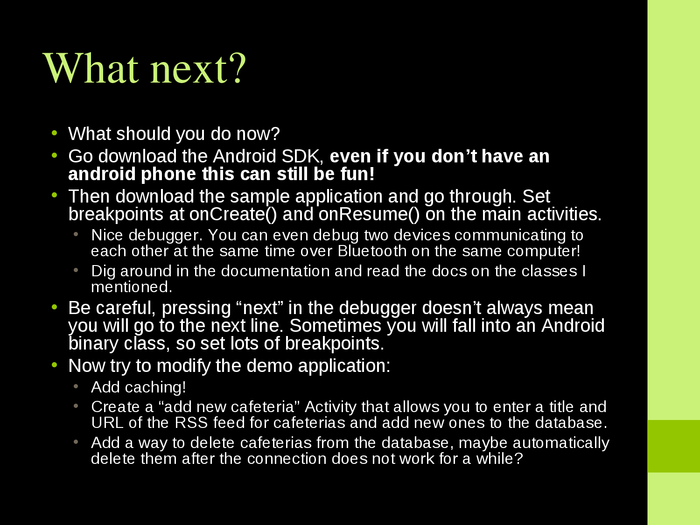 What next?
• What should you do now?
• Go download the Android SDK, even if you don’t have an
android phone this can still be fun!
• Then download the sample application and go through. Set
breakpoints at onCreate() and onResume() on the main activities.
• Nice debugger. You can even debug two devices communicating to
each other at the same time over Bluetooth on the same computer!
• Dig around in the documentation and read the docs on the classes I
mentioned.
• Be careful, pressing “next” in the debugger doesn’t always mean
you will go to the next line. Sometimes you will fall into an Android
binary class, so set lots of breakpoints.
• Now try to modify the demo application:
• Add caching!
• Create a “add new cafeteria” Activity that allows you to enter a title and
URL of the RSS feed for cafeterias and add new ones to the database.
• Add a way to delete cafeterias from the database, maybe automatically
delete them after the connection does not work for a while?